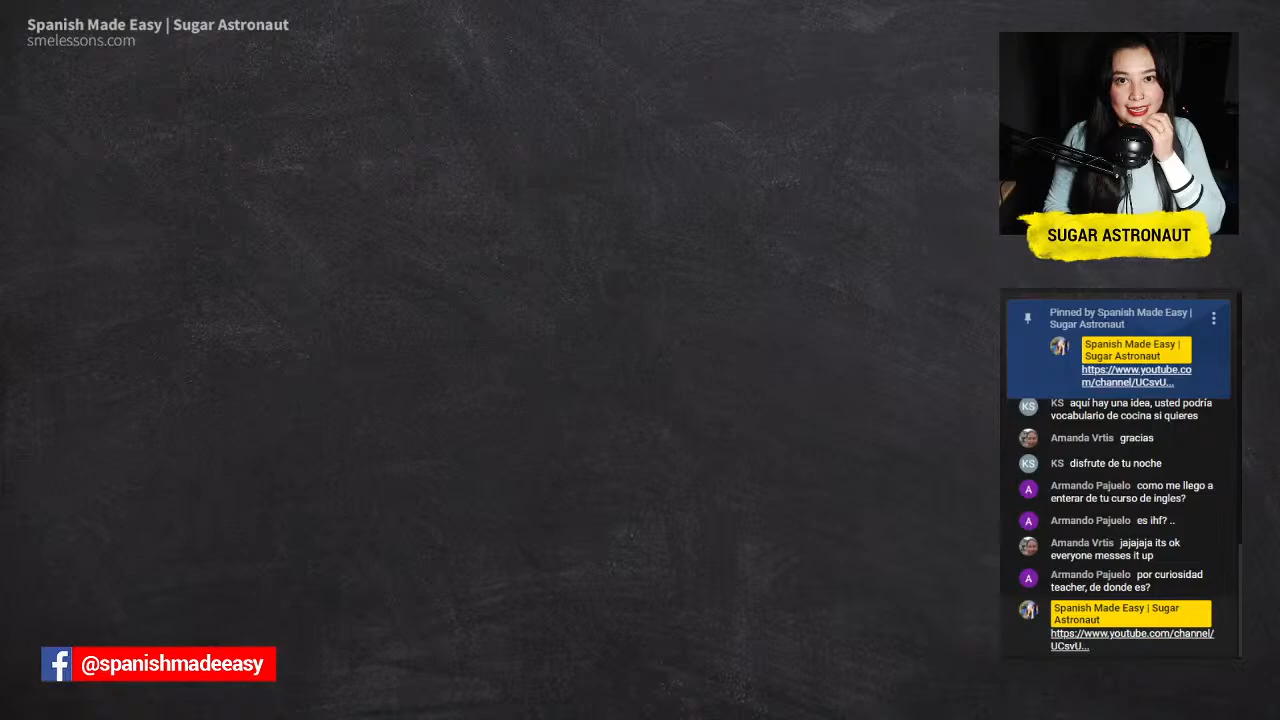 Spanish Made Easy | Sugar Astronaut
smelessons.com
SUGAR ASTRONAUT
Pinned by Spanish Made Easy |
Sugar Astronaut
Spanish Made Easy |
Sugar Astronaut
https://www.youtube.co
m/channel/UCsvU...
KS KS aquí hay una idea, usted podría
vocabulario de cocina si quieres
Amanda Vrtis gracias
KS KS disfrute de tu noche
A Armando Pajuelo como me llego a
enterar de tu curso de ingles?
A Armando Pajuelo es ihf? ..
Amanda Vrtis jajajaja its ok
everyone messes it up
A Armando Pajuelo por curiosidad
teacher, de donde es?
Spanish Made Easy | Sugar
Astronaut
https://www.youtube.com/channel/
UCsvU...
f @spanishmadeeasy